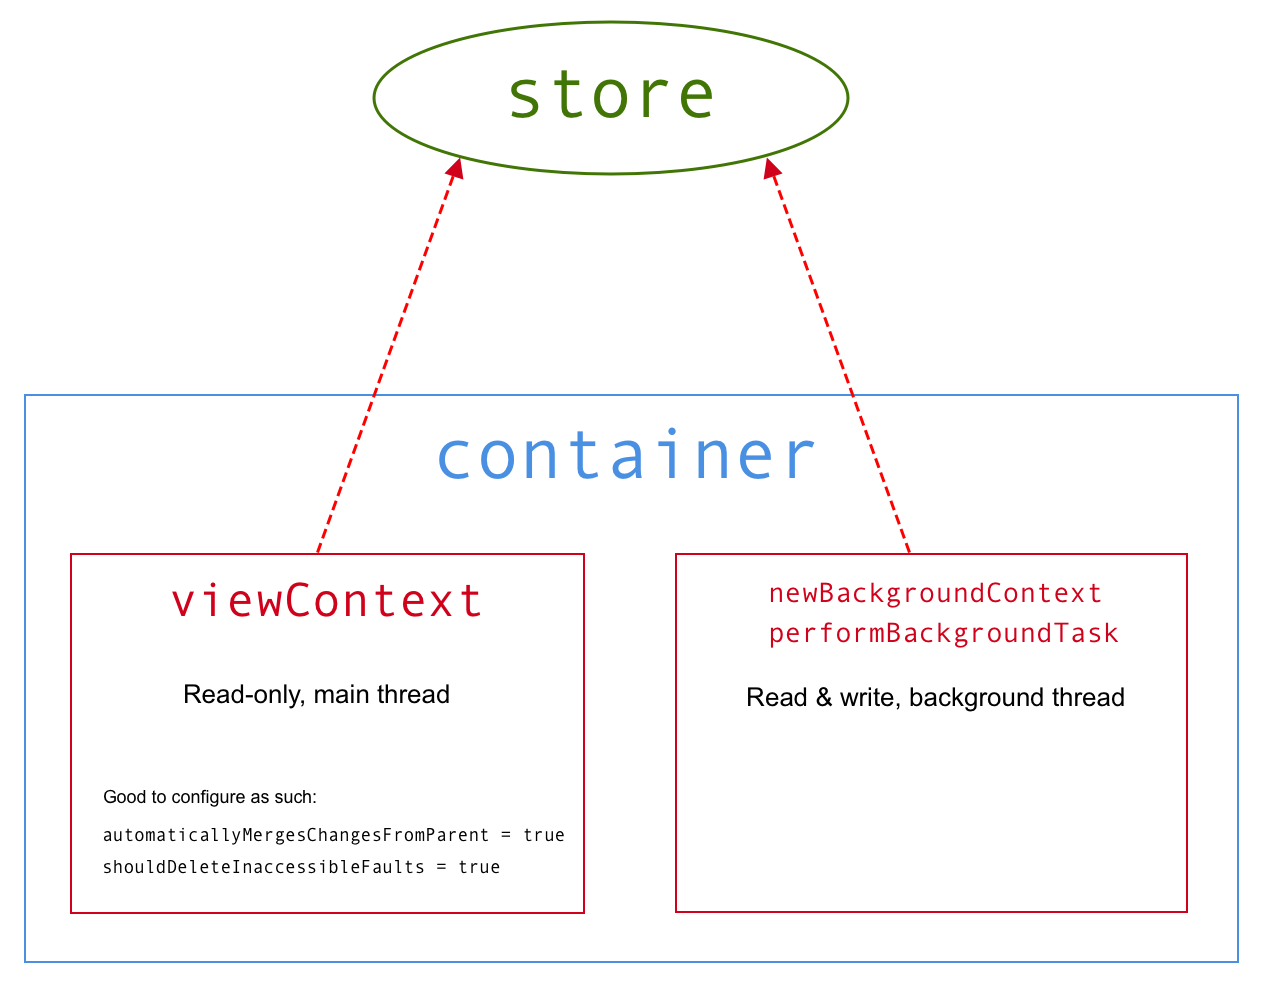 store
container
viewContext
Read-only, main thread
Good to configure as such:
automaticallyMergesChangesFromParent = true
shouldDeleteInaccessibleFaults = true
newBackgroundContext
performBackgroundTask
Read & write, background thread